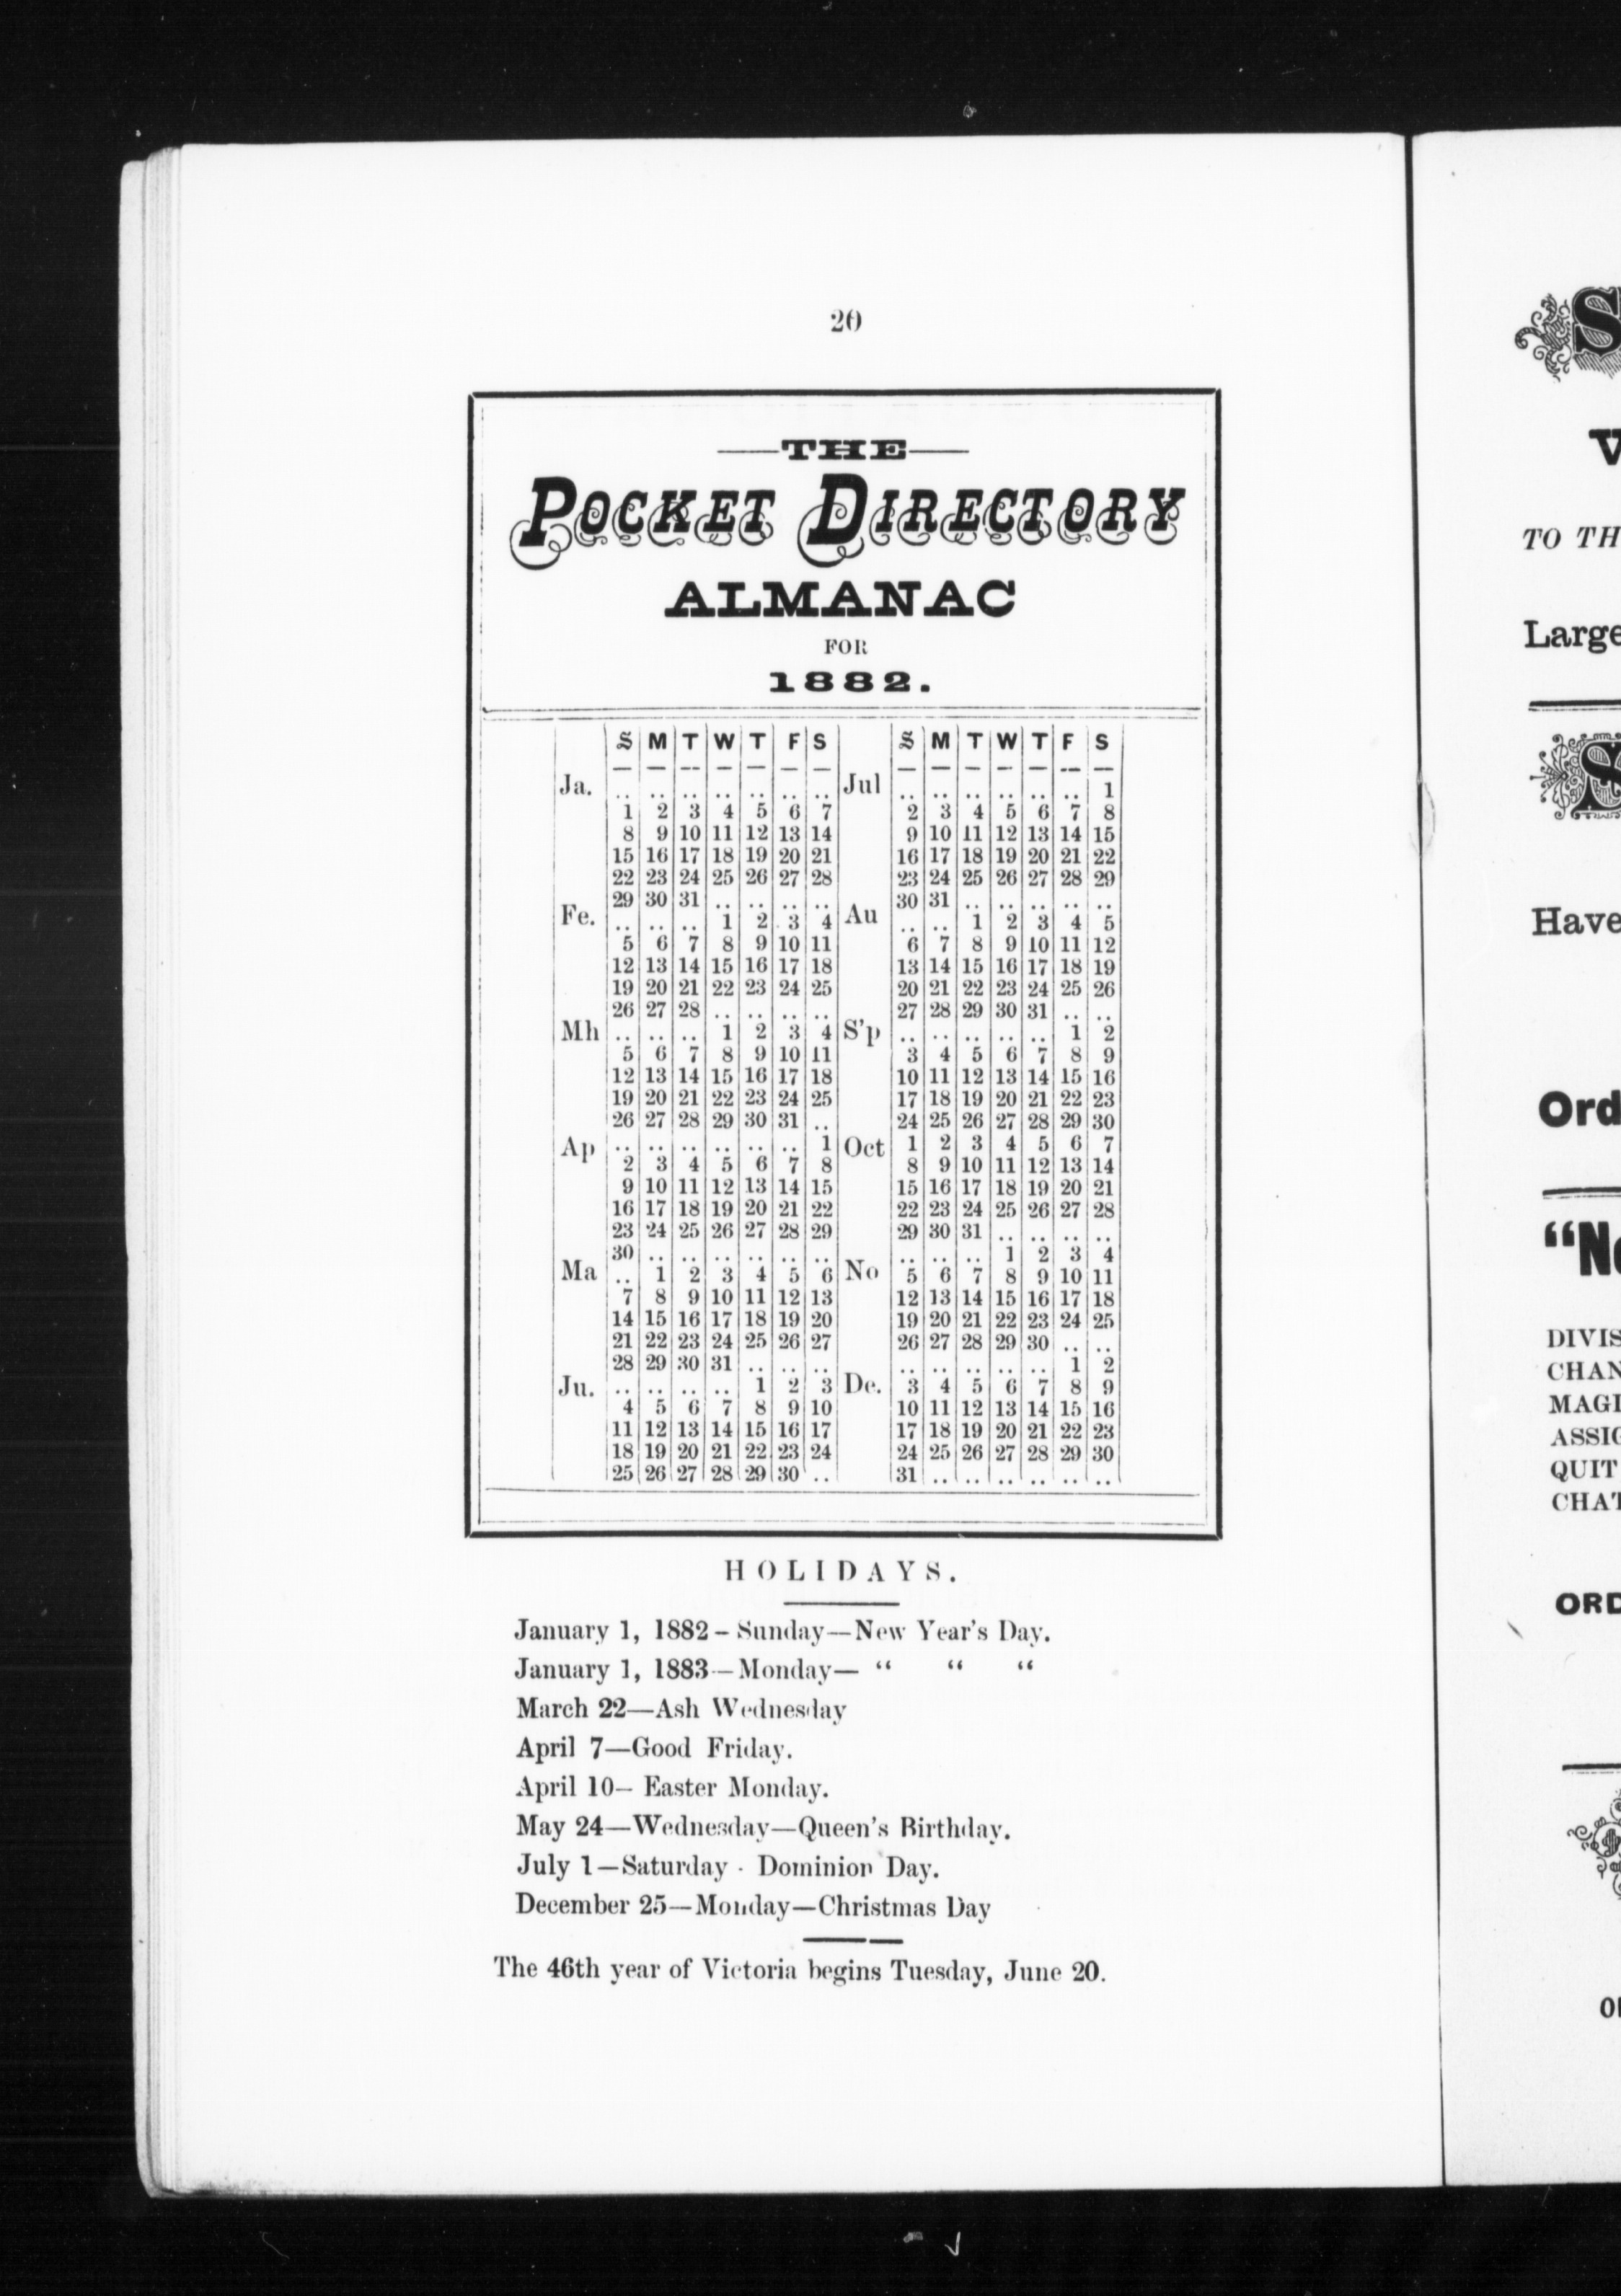 20
THE
POCKET DIRECTORY
ALMANAC
FOR
1882.
S M T W T F S S M T W T F S
Ja. .. .. .. .. .. .. .. Jul .. .. .. .. .. .. 1
1 2 3 4 5 6 7 2 3 4 5 6 7 8
8 9 10 11 12 13 14 9 10 11 12 13 14 15
15 16 17 18 19 20 21 16 17 18 19 20 21 22
22 23 24 25 26 27 28 23 24 25 26 27 28 29
29 30 31 .. .. .. .. 30 31 .. .. .. .. ..
Fe. .. .. .. 1 2 3 4 Au .. .. 1 2 3 4 5
5 6 7 8 9 10 11 6 7 8 9 10 11 12
12 13 14 15 16 17 18 13 14 15 16 17 18 19
19 20 21 22 23 24 25 20 21 22 23 24 25 26
26 27 28 .. .. .. .. 27 28 29 30 31 .. ..
Mh .. .. .. 1 2 3 4 S'p .. .. .. .. .. 1 2
5 6 7 8 9 10 11 3 4 5 6 7 8 9
12 13 14 15 16 17 18 10 11 12 13 14 15 16
19 20 21 22 23 24 25 17 18 19 20 21 22 23
26 27 28 29 30 31 .. 24 25 26 27 28 29 30
Ap .. .. .. .. .. .. 1 Oct 1 2 3 4 5 6 7
2 3 4 5 6 7 8 8 9 10 11 12 13 14
9 10 11 12 13 14 15 15 16 17 18 19 20 21
16 17 18 19 20 21 22 22 23 24 25 26 27 28
23 24 25 26 27 28 29 29 30 31 .. .. .. ..
30 .. .. .. .. .. .. .. .. .. 1 2 3 4
Ma .. 1 2 3 4 5 6 No 5 6 7 8 9 10 11
7 8 9 10 11 12 13 12 13 14 15 16 17 18
14 15 16 17 18 19 20 19 20 21 22 23 24 25
21 22 23 24 25 26 27 26 27 28 29 30 .. ..
28 29 30 31 .. .. .. .. .. .. .. .. 1 2
Ju. .. .. .. .. 1 2 3 De. 3 4 5 6 7 8 9
4 5 6 7 8 9 10 10 11 12 13 14 15 16
11 12 13 14 15 16 17 17 18 19 20 21 22 23
18 19 20 21 22 23 24 24 25 26 27 28 29 30
25 26 27 28 29 30 .. 31 .. .. .. .. .. ..
HOLIDAYS.
January 1, 1882 – Sunday—New Year's Day.
January 1, 1883—Monday— “ “ “
March 22—Ash Wednesday
April 7—Good Friday.
April 10– Easter Monday.
May 24—Wednesday—Queen's Birthday.
July 1—Saturday - Dominion Day.
December 25—Monday—Christmas Day
The 46th year of Victoria begins Tuesday, June 20.
S
V
TO TH
Large
S
Have
Ord
“No
DIVIS
CHAN
MAGI
ASSIG
QUIT
CHAT
ORD